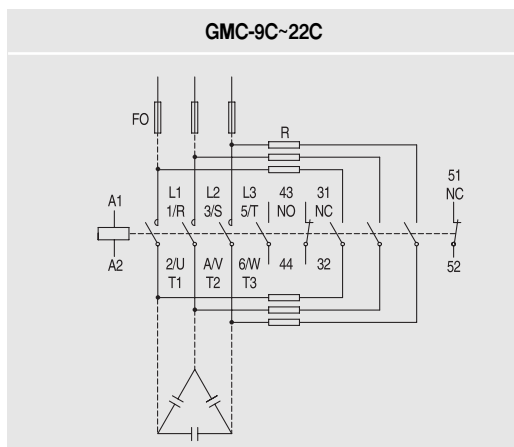 GMC-9C~22C
FO
R
L1 L2 L3 43 31 51
1/R 3/S 5/T NO NC NC
A1
A2
2/U A/V 6/W 44 32 52
T1 T2 T3